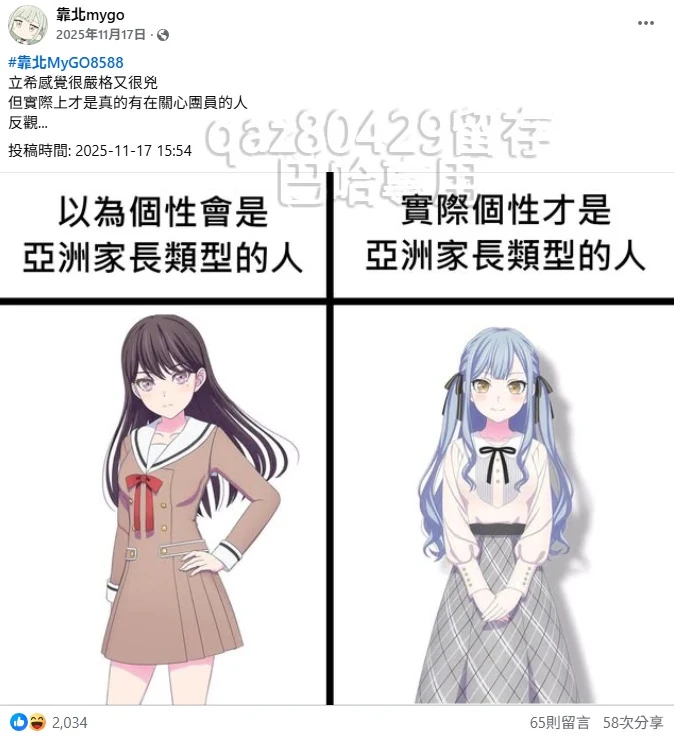 靠北mygo
2025年11月17日 ·
#靠北MyGO8588
立希感覺很嚴格又很兇
但實際上才是真的有在關心團員的人
反觀...
投稿時間: 2025-11-17 15:54
qaz80429留存
巴哈專用
以為個性會是
亞洲家長類型的人
實際個性才是
亞洲家長類型的人
2,034
65則留言 58次分享